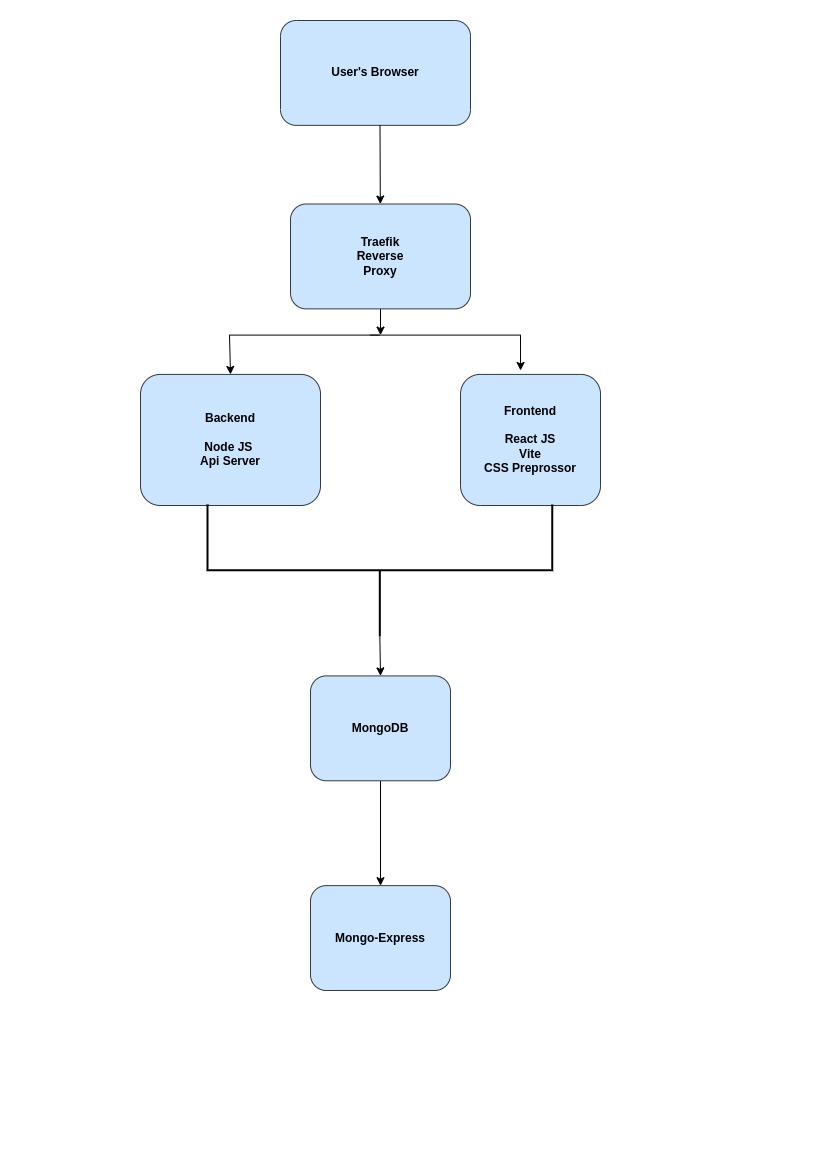 User's Browser
Traefik
Reverse
Proxy
Backend
Node JS
Api Server
Frontend
React JS
Vite
CSS Preprossor
MongoDB
Mongo-Express